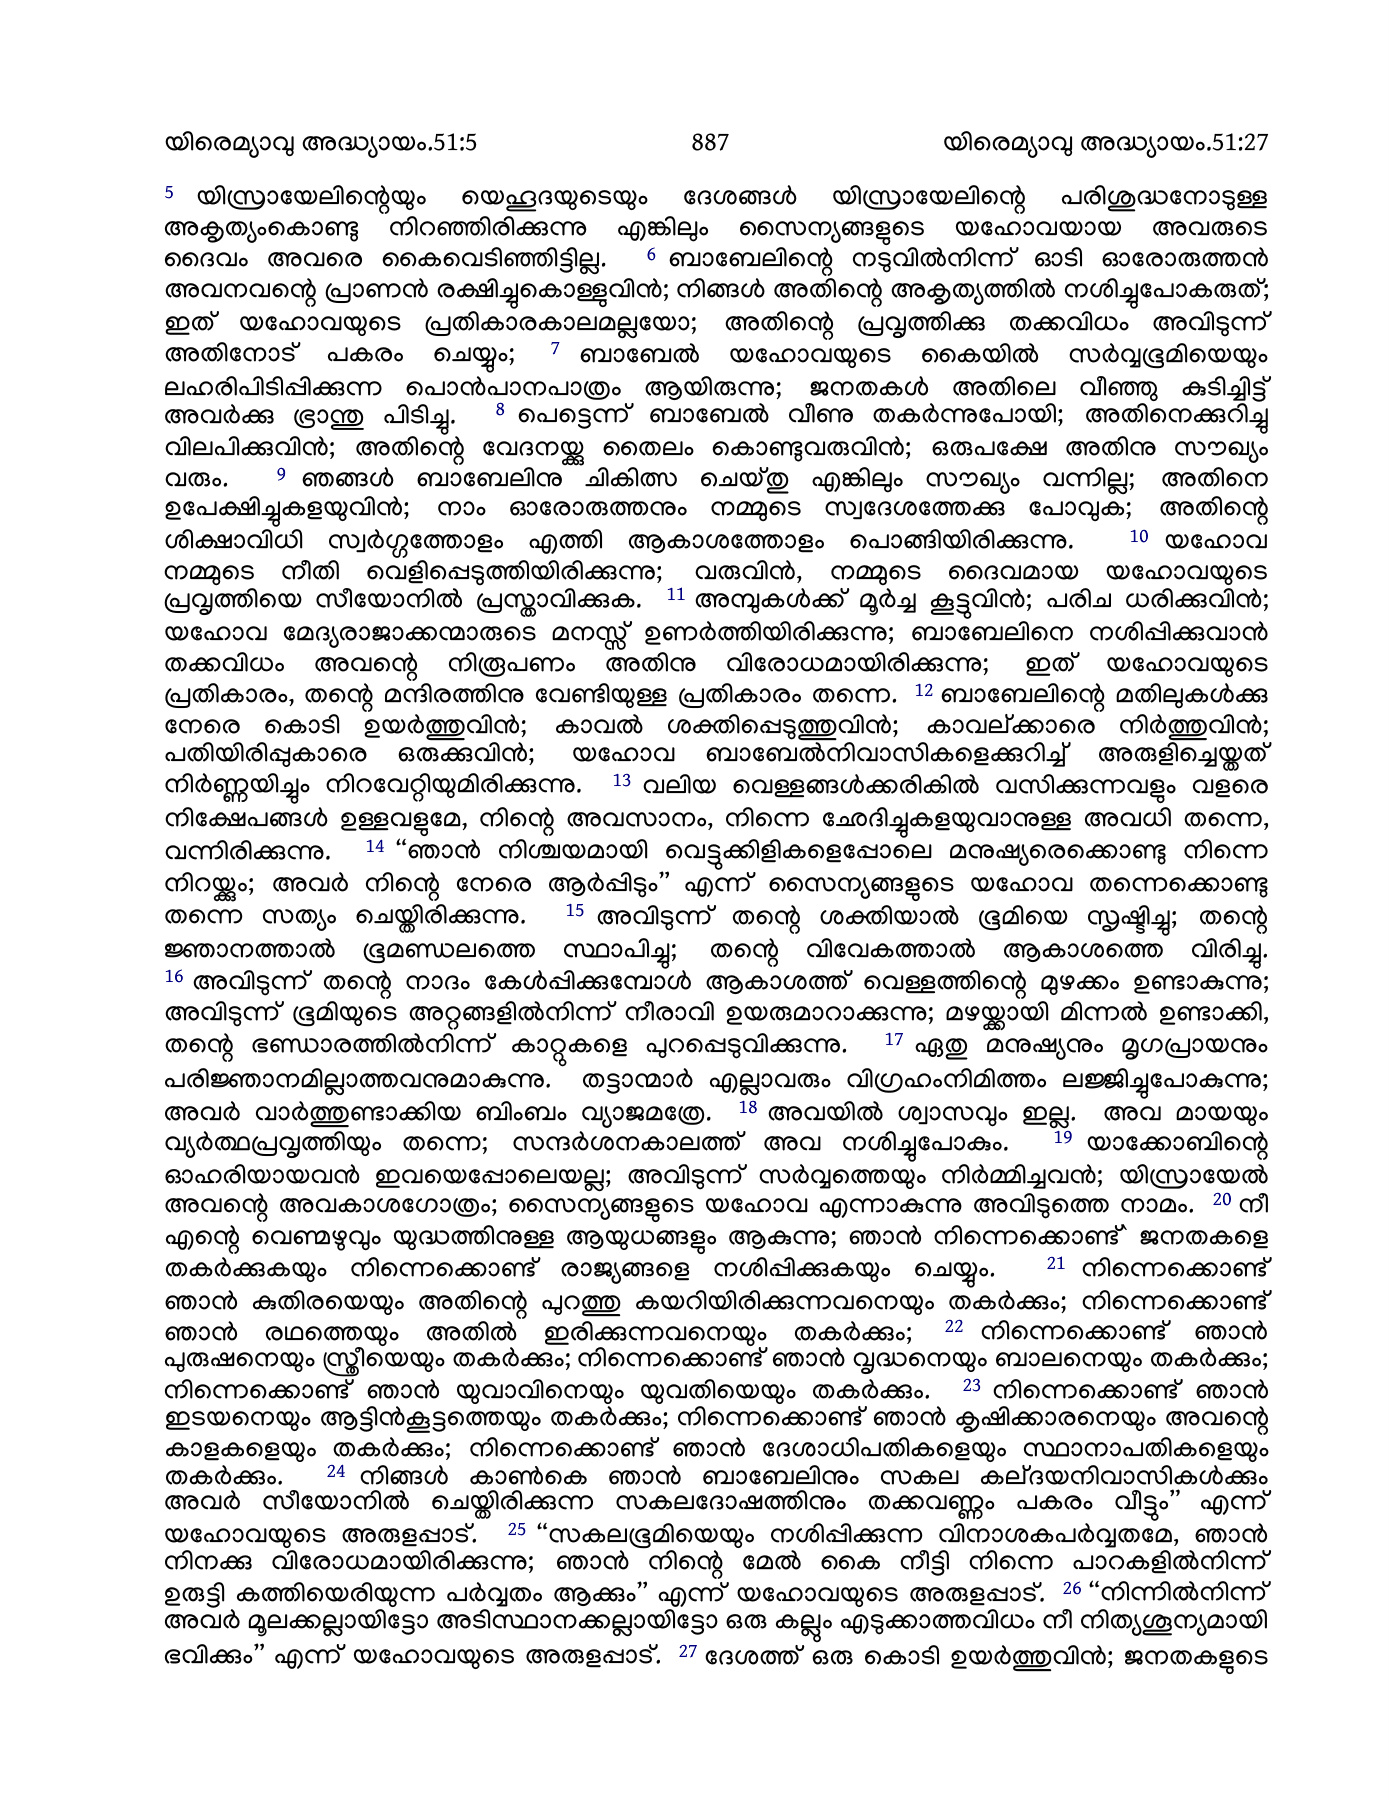 യിരെമ്യാവു അദ്ധ്യായം.51:5 887 യിരെമ്യാവു അദ്ധ്യായം.51:27
5 യിസ്രായേലിന്റെയും യെഹൂദയുടെയും ദേശങ്ങൾ യിസ്രായേലിന്റെ പരിശുദ്ധനോടുള്ള
അകൃത്യംകൊണ്ടു നിറഞ്ഞിരിക്കുന്നു എങ്കിലും സൈന്യങ്ങളുടെ യഹോവയായ അവരുടെ
ദൈവം അവരെ കൈവെടിഞ്ഞിട്ടില്ല. 6 ബാബേലിന്റെ നടുവിൽനിന്ന് ഓടി ഓരോരുത്തൻ
അവനവന്റെ പ്രാണൻ രക്ഷിച്ചുകൊള്ളുവിൻ; നിങ്ങൾ അതിന്റെ അകൃത്യത്തിൽ നശിച്ചുപോകരുത്;
ഇത് യഹോവയുടെ പ്രതികാരകാലമല്ലയോ; അതിന്റെ പ്രവൃത്തിക്കു തക്കവിധം അവിടുന്ന്
അതിനോട് പകരം ചെയ്യും; 7 ബാബേൽ യഹോവയുടെ കൈയിൽ സർവ്വഭൂമിയെയും
ലഹരിപിടിപ്പിക്കുന്ന പൊൻപാനപാത്രം ആയിരുന്നു; ജനതകൾ അതിലെ വീഞ്ഞു കുടിച്ചിട്ട്
അവർക്കു ഭ്രാന്തു പിടിച്ചു. 8 പെട്ടെന്ന് ബാബേൽ വീണു തകർന്നുപോയി; അതിനെക്കുറിച്ചു
വിലപിക്കുവിൻ; അതിന്റെ വേദനയ്ക്കു തൈലം കൊണ്ടുവരുവിൻ; ഒരുപക്ഷേ അതിനു സൗഖ്യം
വരും. 9 ഞങ്ങൾ ബാബേലിനു ചികിത്സ ചെയ്തു എങ്കിലും സൗഖ്യം വന്നില്ല; അതിനെ
ഉപേക്ഷിച്ചുകളയുവിൻ; നാം ഓരോരുത്തനും നമ്മുടെ സ്വദേശത്തേക്കു പോവുക; അതിന്റെ
ശിക്ഷാവിധി സ്വർഗ്ഗത്തോളം എത്തി ആകാശത്തോളം പൊങ്ങിയിരിക്കുന്നു. 10 യഹോവ
നമ്മുടെ നീതി വെളിപ്പെടുത്തിയിരിക്കുന്നു; വരുവിൻ, നമ്മുടെ ദൈവമായ യഹോവയുടെ
പ്രവൃത്തിയെ സീയോനിൽ പ്രസ്താവിക്കുക. 11 അമ്പുകൾക്ക് മൂർച്ച കൂട്ടുവിൻ; പരിച ധരിക്കുവിൻ;
യഹോവ മേദ്യരാജാക്കന്മാരുടെ മനസ്സ് ഉണർത്തിയിരിക്കുന്നു; ബാബേലിനെ നശിപ്പിക്കുവാൻ
തക്കവിധം അവന്റെ നിരൂപണം അതിനു വിരോധമായിരിക്കുന്നു; ഇത് യഹോവയുടെ
പ്രതികാരം, തന്റെ മന്ദിരത്തിനു വേണ്ടിയുള്ള പ്രതികാരം തന്നെ. 12 ബാബേലിന്റെ മതിലുകൾക്കു
നേരെ കൊടി ഉയർത്തുവിൻ; കാവൽ ശക്തിപ്പെടുത്തുവിൻ; കാവല്ക്കാരെ നിർത്തുവിൻ;
പതിയിരിപ്പുകാരെ ഒരുക്കുവിൻ; യഹോവ ബാബേൽനിവാസികളെക്കുറിച്ച് അരുളിച്ചെയ്തത്
നിർണ്ണയിച്ചും നിറവേറ്റിയുമിരിക്കുന്നു. 13 വലിയ വെള്ളങ്ങൾക്കരികിൽ വസിക്കുന്നവളും വളരെ
നിക്ഷേപങ്ങൾ ഉള്ളവളുമേ, നിന്റെ അവസാനം, നിന്നെ ഛേദിച്ചുകളയുവാനുള്ള അവധി തന്നെ,
വന്നിരിക്കുന്നു. 14 “ഞാൻ നിശ്ചയമായി വെട്ടുക്കിളികളെപ്പോലെ മനുഷ്യരെക്കൊണ്ടു നിന്നെ
നിറയ്ക്കും; അവർ നിന്റെ നേരെ ആർപ്പിടും” എന്ന് സൈന്യങ്ങളുടെ യഹോവ തന്നെക്കൊണ്ടു
തന്നെ സത്യം ചെയ്തിരിക്കുന്നു. 15 അവിടുന്ന് തന്റെ ശക്തിയാൽ ഭൂമിയെ സൃഷ്ടിച്ചു; തന്റെ
ജ്ഞാനത്താൽ ഭൂമണ്ഡലത്തെ സ്ഥാപിച്ചു; തന്റെ വിവേകത്താൽ ആകാശത്തെ വിരിച്ചു.
16 അവിടുന്ന് തന്റെ നാദം കേൾപ്പിക്കുമ്പോൾ ആകാശത്ത് വെള്ളത്തിന്റെ മുഴക്കം ഉണ്ടാകുന്നു;
അവിടുന്ന് ഭൂമിയുടെ അറ്റങ്ങളിൽനിന്ന് നീരാവി ഉയരുമാറാക്കുന്നു; മഴയ്ക്കായി മിന്നൽ ഉണ്ടാക്കി,
തന്റെ ഭണ്ഡാരത്തിൽനിന്ന് കാറ്റുകളെ പുറപ്പെടുവിക്കുന്നു. 17 ഏതു മനുഷ്യനും മൃഗപ്രായനും
പരിജ്ഞാനമില്ലാത്തവനുമാകുന്നു. തട്ടാന്മാർ എല്ലാവരും വിഗ്രഹംനിമിത്തം ലജ്ജിച്ചുപോകുന്നു;
അവർ വാർത്തുണ്ടാക്കിയ ബിംബം വ്യാജമത്രേ. 18 അവയിൽ ശ്വാസവും ഇല്ല. അവ മായയും
വ്യർത്ഥപ്രവൃത്തിയും തന്നെ; സന്ദർശനകാലത്ത് അവ നശിച്ചുപോകും. 19 യാക്കോബിന്റെ
ഓഹരിയായവൻ ഇവയെപ്പോലെയല്ല; അവിടുന്ന് സർവ്വത്തെയും നിർമ്മിച്ചവൻ; യിസ്രായേൽ
അവന്റെ അവകാശഗോത്രം; സൈന്യങ്ങളുടെ യഹോവ എന്നാകുന്നു അവിടുത്തെ നാമം. 20 നീ
എന്റെ വെണ്മഴുവും യുദ്ധത്തിനുള്ള ആയുധങ്ങളും ആകുന്നു; ഞാൻ നിന്നെക്കൊണ്ട്` ജനതകളെ
തകർക്കുകയും നിന്നെക്കൊണ്ട് രാജ്യങ്ങളെ നശിപ്പിക്കുകയും ചെയ്യും. 21 നിന്നെക്കൊണ്ട്
ഞാൻ കുതിരയെയും അതിന്റെ പുറത്തു കയറിയിരിക്കുന്നവനെയും തകർക്കും; നിന്നെക്കൊണ്ട്
ഞാൻ രഥത്തെയും അതിൽ ഇരിക്കുന്നവനെയും തകർക്കും; 22 നിന്നെക്കൊണ്ട് ഞാൻ
പുരുഷനെയും സ്ത്രീയെയും തകർക്കും; നിന്നെക്കൊണ്ട് ഞാൻ വൃദ്ധനെയും ബാലനെയും തകർക്കും;
നിന്നെക്കൊണ്ട് ഞാൻ യുവാവിനെയും യുവതിയെയും തകർക്കും. 23 നിന്നെക്കൊണ്ട് ഞാൻ
ഇടയനെയും ആട്ടിൻകൂട്ടത്തെയും തകർക്കും; നിന്നെക്കൊണ്ട് ഞാൻ കൃഷിക്കാരനെയും അവന്റെ
കാളകളെയും തകർക്കും; നിന്നെക്കൊണ്ട് ഞാൻ ദേശാധിപതികളെയും സ്ഥാനാപതികളെയും
തകർക്കും. 24 നിങ്ങൾ കാൺകെ ഞാൻ ബാബേലിനും സകല കല്ദയനിവാസികൾക്കും
അവർ സീയോനിൽ ചെയ്തിരിക്കുന്ന സകലദോഷത്തിനും തക്കവണ്ണം പകരം വീട്ടും” എന്ന്
യഹോവയുടെ അരുളപ്പാട്. 25 “സകലഭൂമിയെയും നശിപ്പിക്കുന്ന വിനാശകപർവ്വതമേ, ഞാൻ
നിനക്കു വിരോധമായിരിക്കുന്നു; ഞാൻ നിന്റെ മേൽ കൈ നീട്ടി നിന്നെ പാറകളിൽനിന്ന്
ഉരുട്ടി കത്തിയെരിയുന്ന പർവ്വതം ആക്കും” എന്ന് യഹോവയുടെ അരുളപ്പാട്. 26 “നിന്നിൽനിന്ന്
അവർ മൂലക്കല്ലായിട്ടോ അടിസ്ഥാനക്കല്ലായിട്ടോ ഒരു കല്ലും എടുക്കാത്തവിധം നീ നിത്യശൂന്യമായി
ഭവിക്കും” എന്ന് യഹോവയുടെ അരുളപ്പാട്. 27 ദേശത്ത് ഒരു കൊടി ഉയർത്തുവിൻ; ജനതകളുടെ